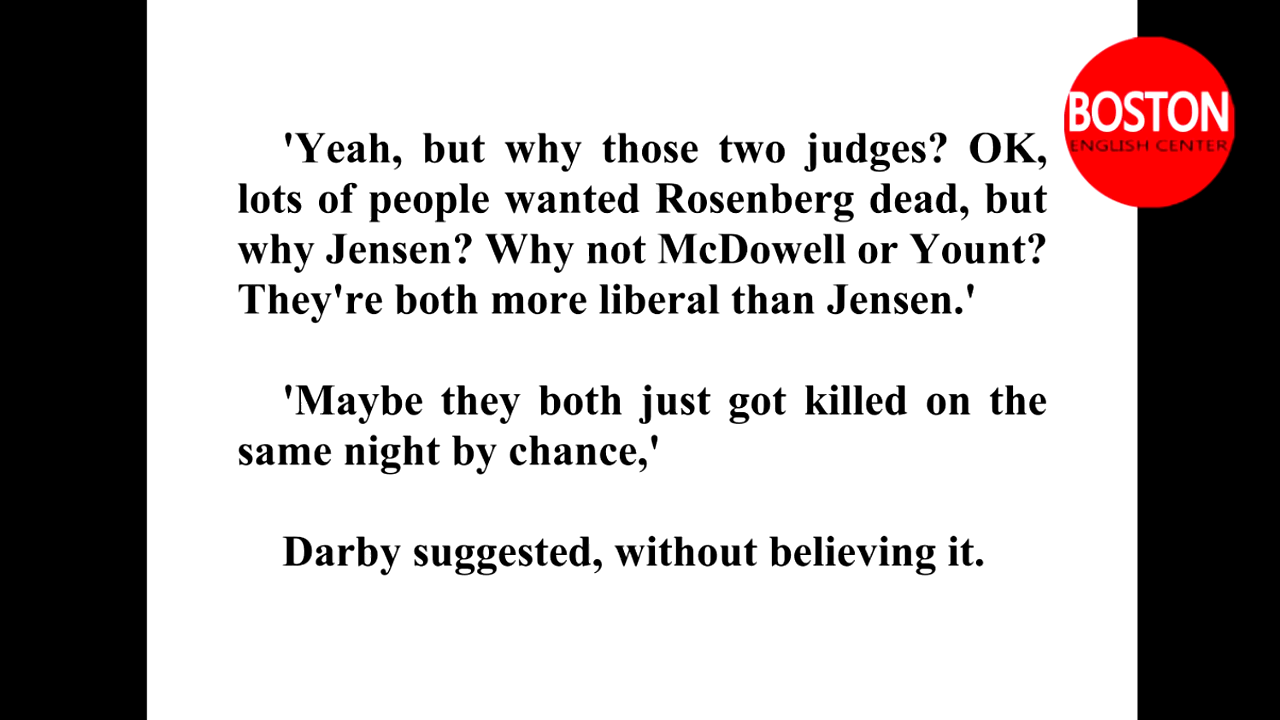 BOSTON
ENGLISH CENTER
'Yeah, but why those two judges? OK,
lots of people wanted Rosenberg dead, but
why Jensen? Why not McDowell or Yount?
They're both more liberal than Jensen.'
'Maybe they both just got killed on the
same night by chance,'
Darby suggested, without believing it.